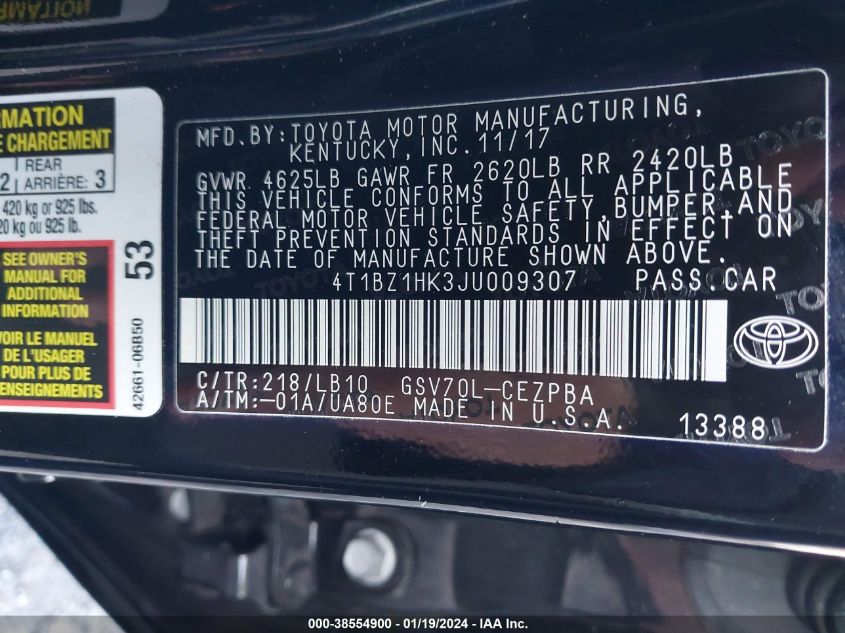 RMATION
E CHARGEMENT
1 REAR
2 ARRIÈRE: 3
420 kg or 925 lbs.
20 kg ou 925 lb.
SEE OWNER'S
MANUAL FOR
ADDITIONAL
INFORMATION
VOIR LE MANUEL
DE L'USAGER
POUR PLUS DE
RENSEIGNEMENTS
53
42661-06B50
MFD.BY:TOYOTA MOTOR MANUFACTURING,
KENTUCKY,INC.11/17
GVWR 4625LB GAWR FR 2620LB RR 2420LB
THIS VEHICLE CONFORMS TO ALL APPLICABLE
FEDERAL MOTOR VEHICLE SAFETY,BUMPER,AND
THEFT PREVENTION STANDARDS IN EFFECT ON
THE DATE OF MANUFACTURE SHOWN ABOVE.
4T1BZ1HK3JU009307 PASS.CAR
C/TR:218/LB10 GSV70L-CEZPBA
A/TM:-01A/UA80E MADE IN U.S.A.
13388
000-38554900 - 01/19/2024 - IAA Inc.